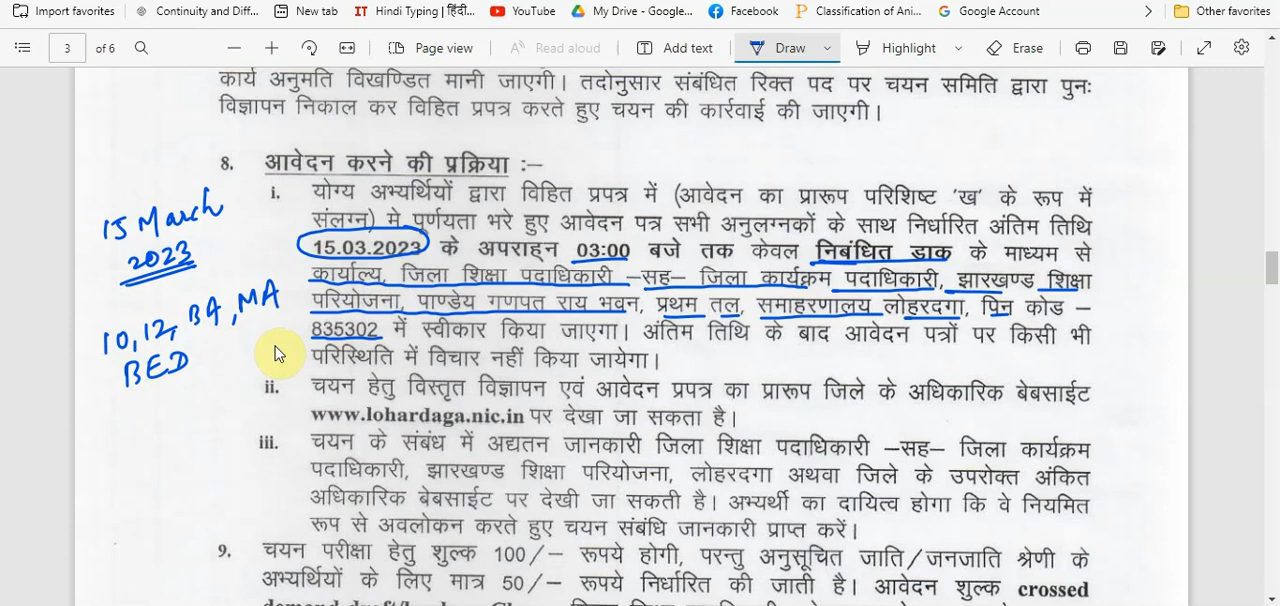 Import favorites Continuity and Diff... New tab IT Hindi Typing | हिंदी... YouTube My Drive - Google... Facebook Classification of Ani... Google Account Other favorites
3 of 6 Page view Read aloud Add text Draw Highlight Erase
कार्य अनुमति विखण्डित मानी जाएगी। तदोनुसार संबंधित रिक्त पद पर चयन समिति द्वारा पुनः
विज्ञापन निकाल कर विहित प्रपत्र करते हुए चयन की कार्रवाई की जाएगी।
8. आवेदन करने की प्रक्रिया :–
i. योग्य अभ्यर्थियों द्वारा विहित प्रपत्र में (आवेदन का प्रारूप परिशिष्ट 'ख' के रूप में
संलग्न) मे पूर्णयता भरे हुए आवेदन पत्र सभी अनुलग्नकों के साथ निर्धारित अंतिम तिथि
15.03.2023 के अपराह्न 03:00 बजे तक केवल निबंधित डाक के माध्यम से
कार्याल्य, जिला शिक्षा पदाधिकारी –सह– जिला कार्यक्रम पदाधिकारी, झारखण्ड शिक्षा
परियोजना, पाण्डेय गणपत राय भवन, प्रथम तल, समाहरणालय लोहरदगा, पिन कोड –
835302 में स्वीकार किया जाएगा। अंतिम तिथि के बाद आवेदन पत्रों पर किसी भी
परिस्थिति में विचार नहीं किया जायेगा।
15 March
2023
10, 12, BA, MA
BED
ii. चयन हेतु विस्तृत विज्ञापन एवं आवेदन प्रपत्र का प्रारूप जिले के अधिकारिक बेबसाईट
www.lohardaga.nic.in पर देखा जा सकता है।
iii. चयन के संबंध में अद्यतन जानकारी जिला शिक्षा पदाधिकारी –सह– जिला कार्यक्रम
पदाधिकारी, झारखण्ड शिक्षा परियोजना, लोहरदगा अथवा जिले के उपरोक्त अंकित
अधिकारिक बेबसाईट पर देखी जा सकती है। अभ्यर्थी का दायित्व होगा कि वे नियमित
रूप से अवलोकन करते हुए चयन संबंधि जानकारी प्राप्त करें।
9. चयन परीक्षा हेतु शुल्क 100/– रूपये होगी, परन्तु अनुसूचित जाति/जनजाति श्रेणी के
अभ्यर्थियों के लिए मात्र 50/– रूपये निर्धारित की जाती है। आवेदन शुल्क crossed